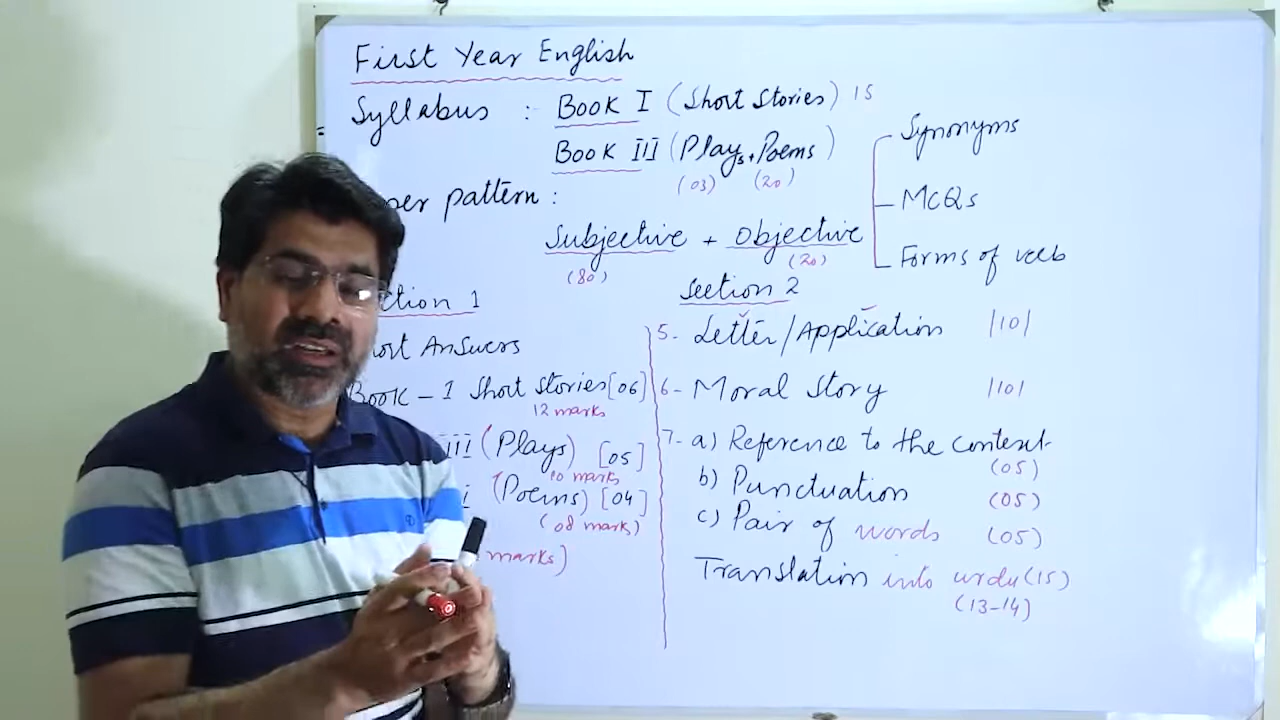 First Year English
Syllabus : Book I (Short Stories) 15
=
Book III (Plays+Poems)
(03) (20)
per pattern :
Subjective + Objective
(80) (20)
Synonyms
McQs
Forms of verb
ction 1
ort Answers
Book - 1 Short stories [06]
12 marks
III (Plays) [05]
10 marks
(Poems) [04]
(08 marks)
marks)
Section 2
5- Letter/Application /10/
6- Moral Story /10/
7- a) Reference to the context
(05)
b) Punctuation (05)
c) Pair of words (05)
Translation into urdu (15)
(13-14)